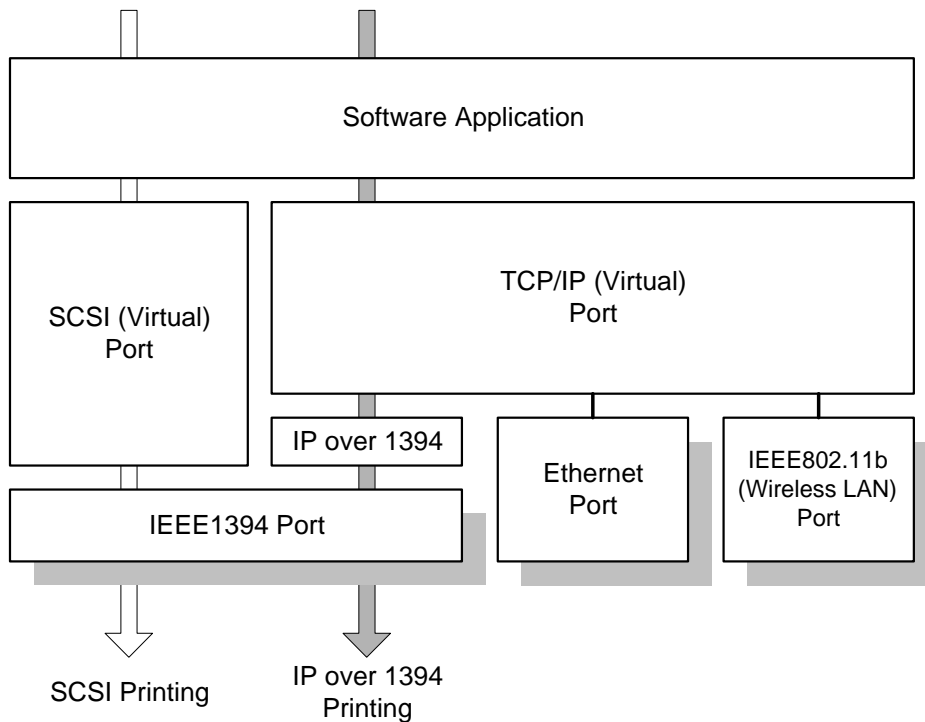 Software Application
SCSI (Virtual)
Port
TCP/IP (Virtual)
Port
IP over 1394
Ethernet
Port
IEEE802.11b
(Wireless LAN)
Port
IEEE1394 Port
SCSI Printing
IP over 1394
Printing